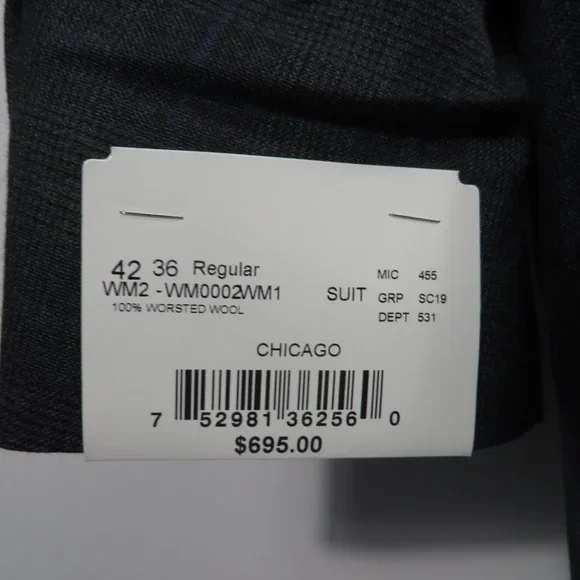 42 36 Regular
WM2 -WM0002WM1
100% WORSTED WOOL
SUIT
MIC 455
GRP SC19
DEPT 531
CHICAGO
7 52981 36256 0
$695.00